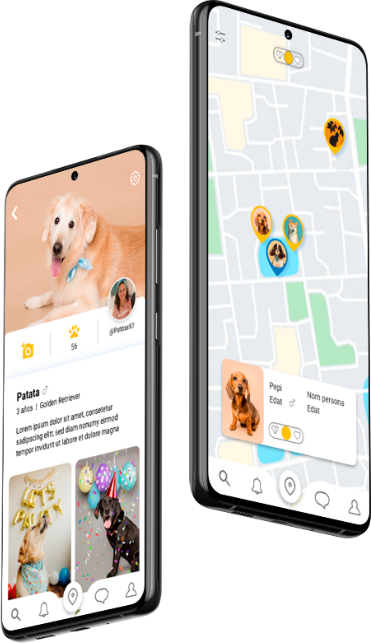 56
@Patitas97
Patata ♂
3 años | Golden Retriever
Lorem ipsum dolor sit amet, consetetur
sadipscing elitr, sed diam nonumy eirmod
tempor invidunt ut labore et dolore magna
LET'S
PARTY
Pepi
Edat ♂
Nom persona
Edat